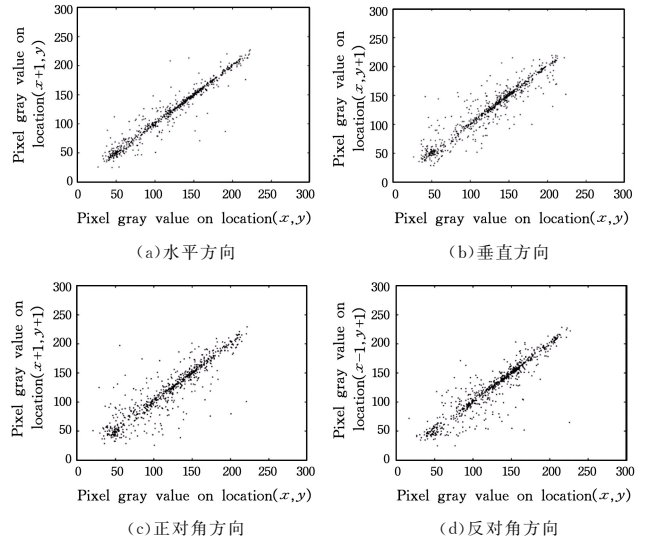 300
250
200
150
100
50
0
Pixel gray value on
location(x+1,y)
0 50 100 150 200 250 300
Pixel gray value on location(x,y)
(a)水平方向
300
250
200
150
100
50
0
Pixel gray value on
location(x,y+1)
0 50 100 150 200 250 300
Pixel gray value on location(x,y)
(b)垂直方向
300
250
200
150
100
50
0
Pixel gray value on
location(x+1,y+1)
0 50 100 150 200 250 300
Pixel gray value on location(x,y)
(c)正对角方向
300
250
200
150
100
50
0
Pixel gray value on
location(x−1,y+1)
0 50 100 150 200 250 300
Pixel gray value on location(x,y)
(d)反对角方向